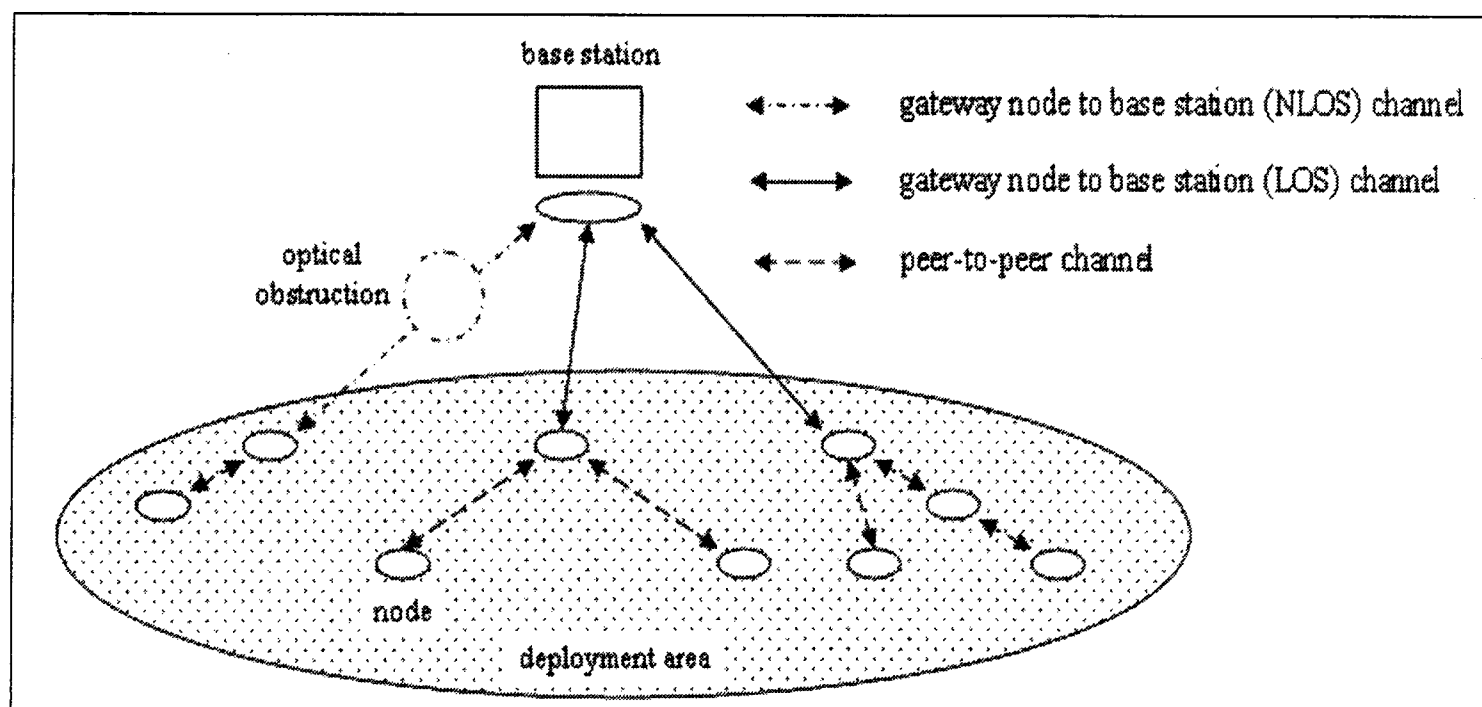 base station
gateway node to base station (NLOS) channel
gateway node to base station (LOS) channel
peer-to-peer channel
optical
obstruction
node
deployment area